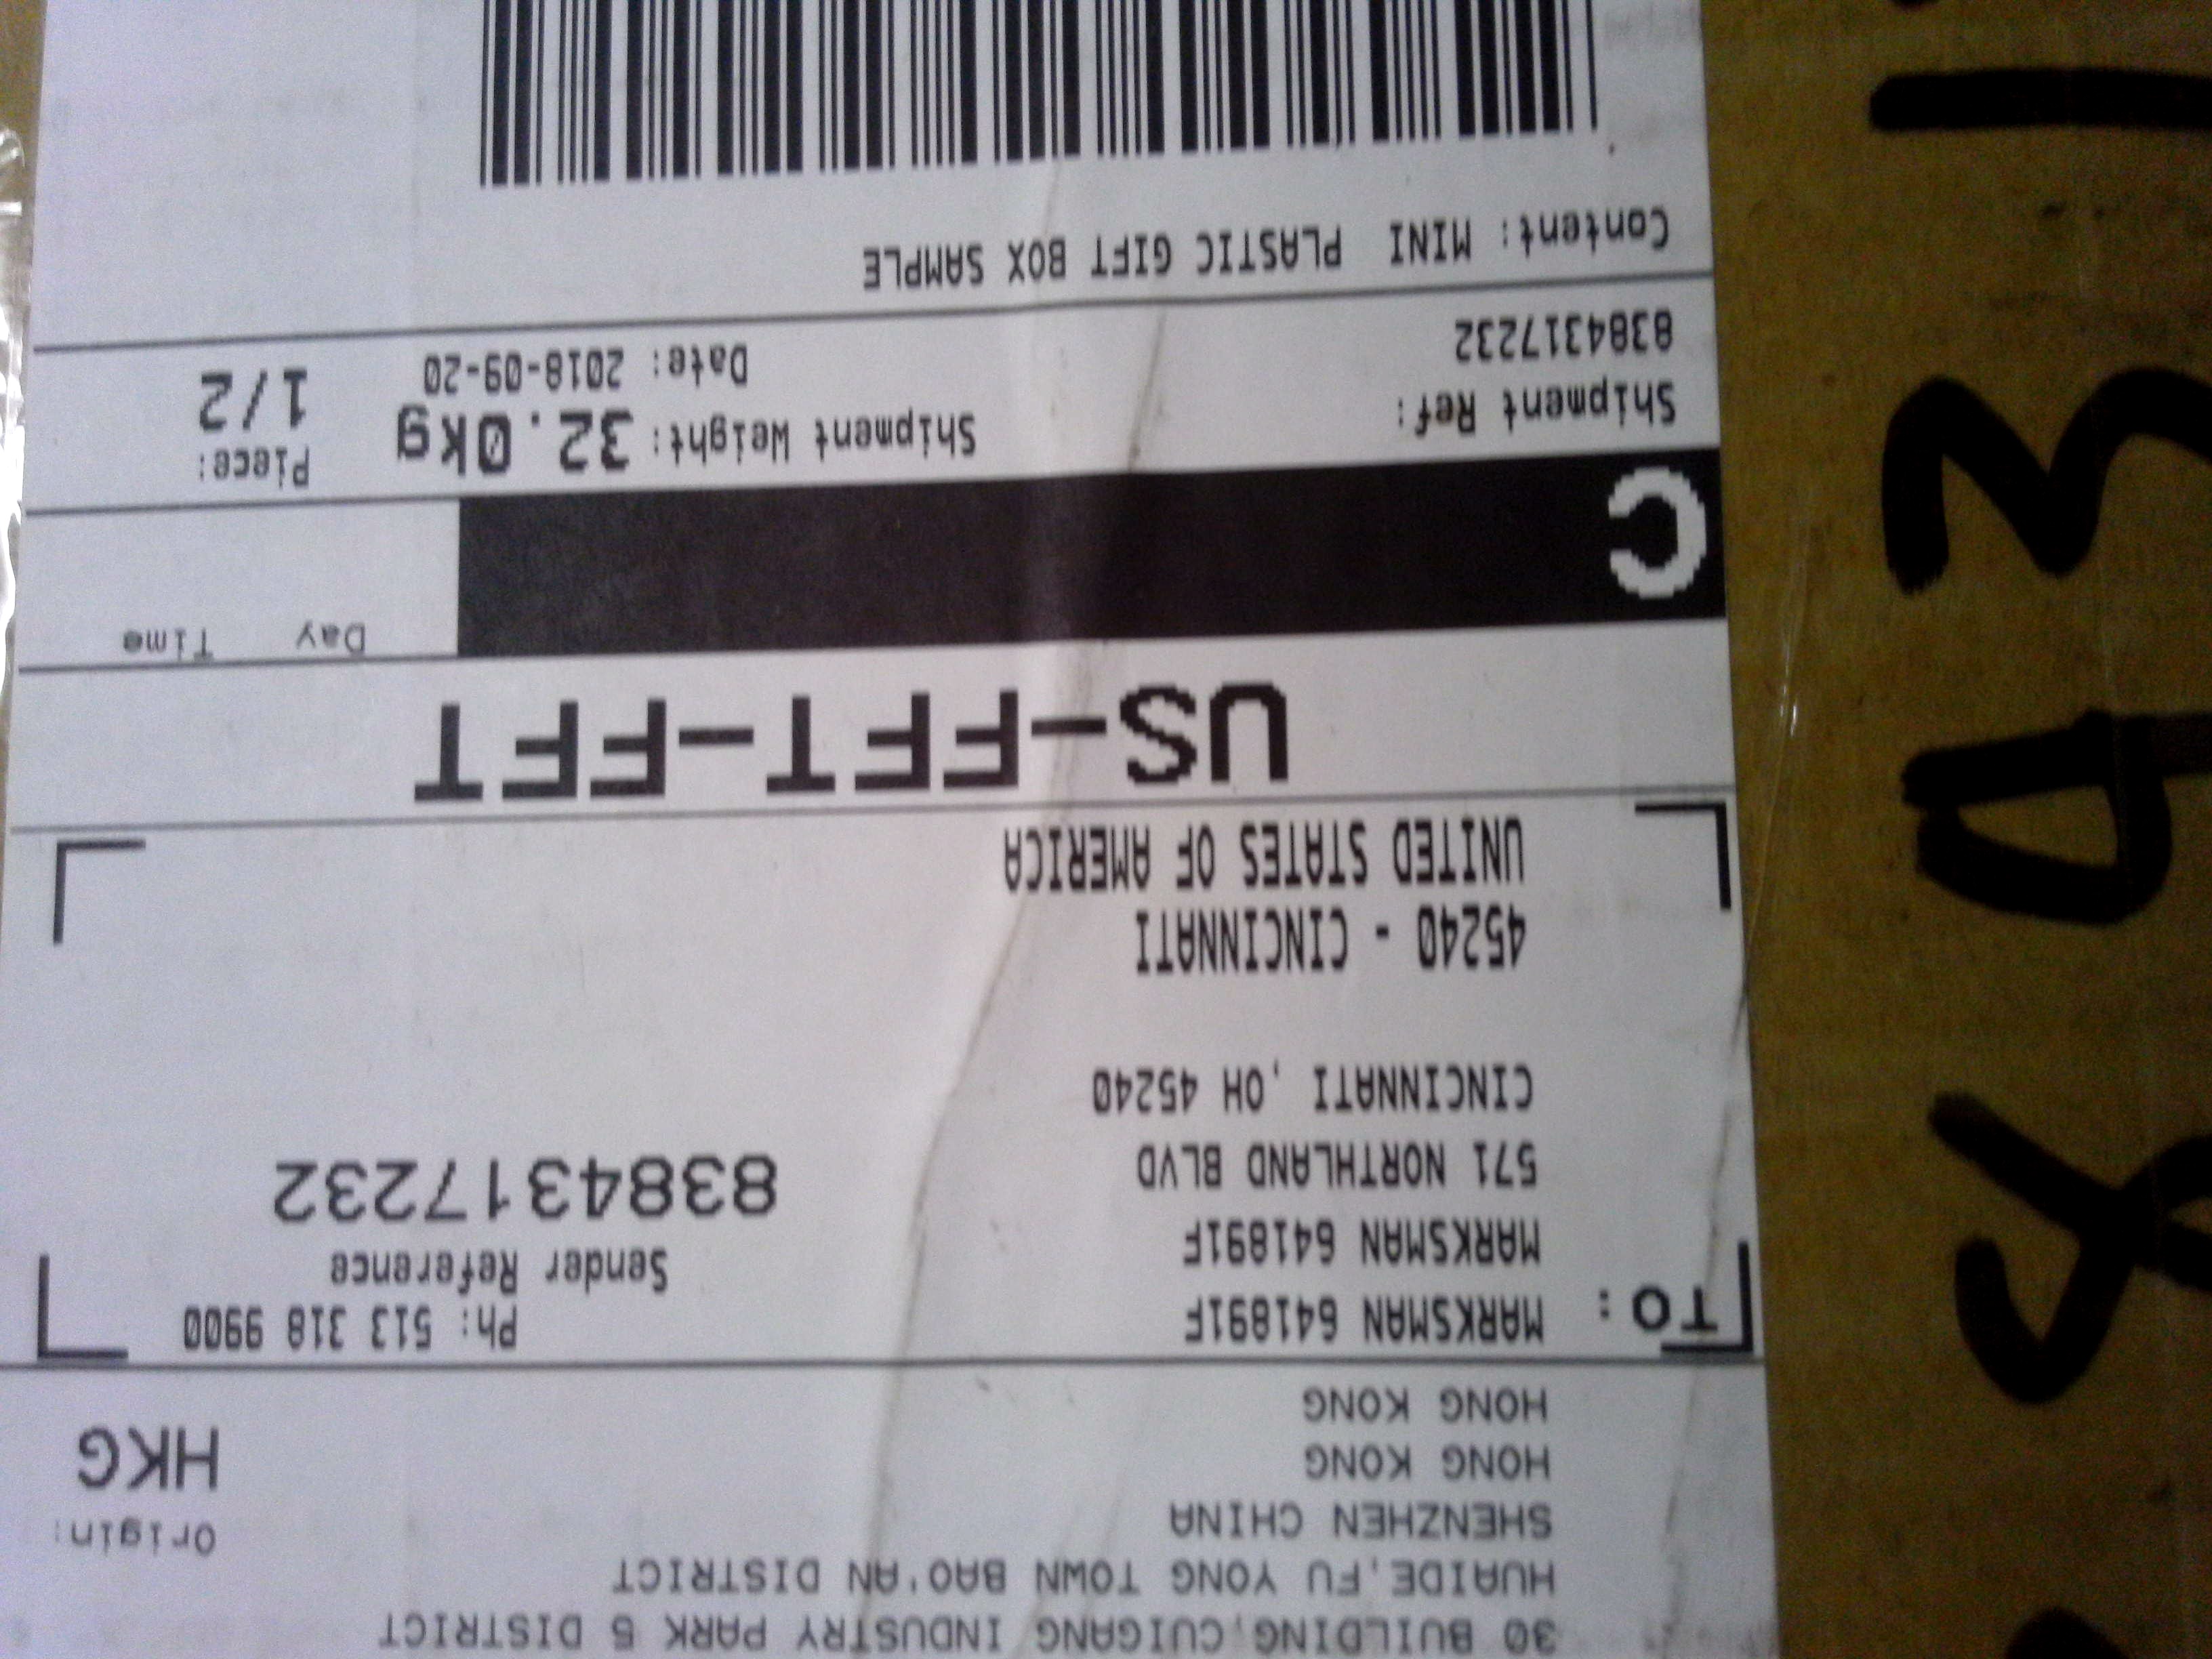 30 BUILDING,CUIGANG INDUSTRY PARK 5 DISTRICT
HUAIDE,FU YONG TOWN BAO'AN DISTRICT
SHENZHEN CHINA
HONG KONG
HONG KONG
Origin:
HKG
TO:
MARKSMAN 641891F
MARKSMAN 641891F
571 NORTHLAND BLVD
CINCINNATI ,OH 45240
45240 - CINCINNATI
UNITED STATES OF AMERICA
Ph: 513 318 9900
Sender Reference
8384317232
US-FFT-FFT
C
Day Time
Shipment Ref:
8384317232
Shipment Weight: 32.0kg
Date: 2018-09-20
Piece:
1/2
Content: MINI PLASTIC GIFT BOX SAMPLE